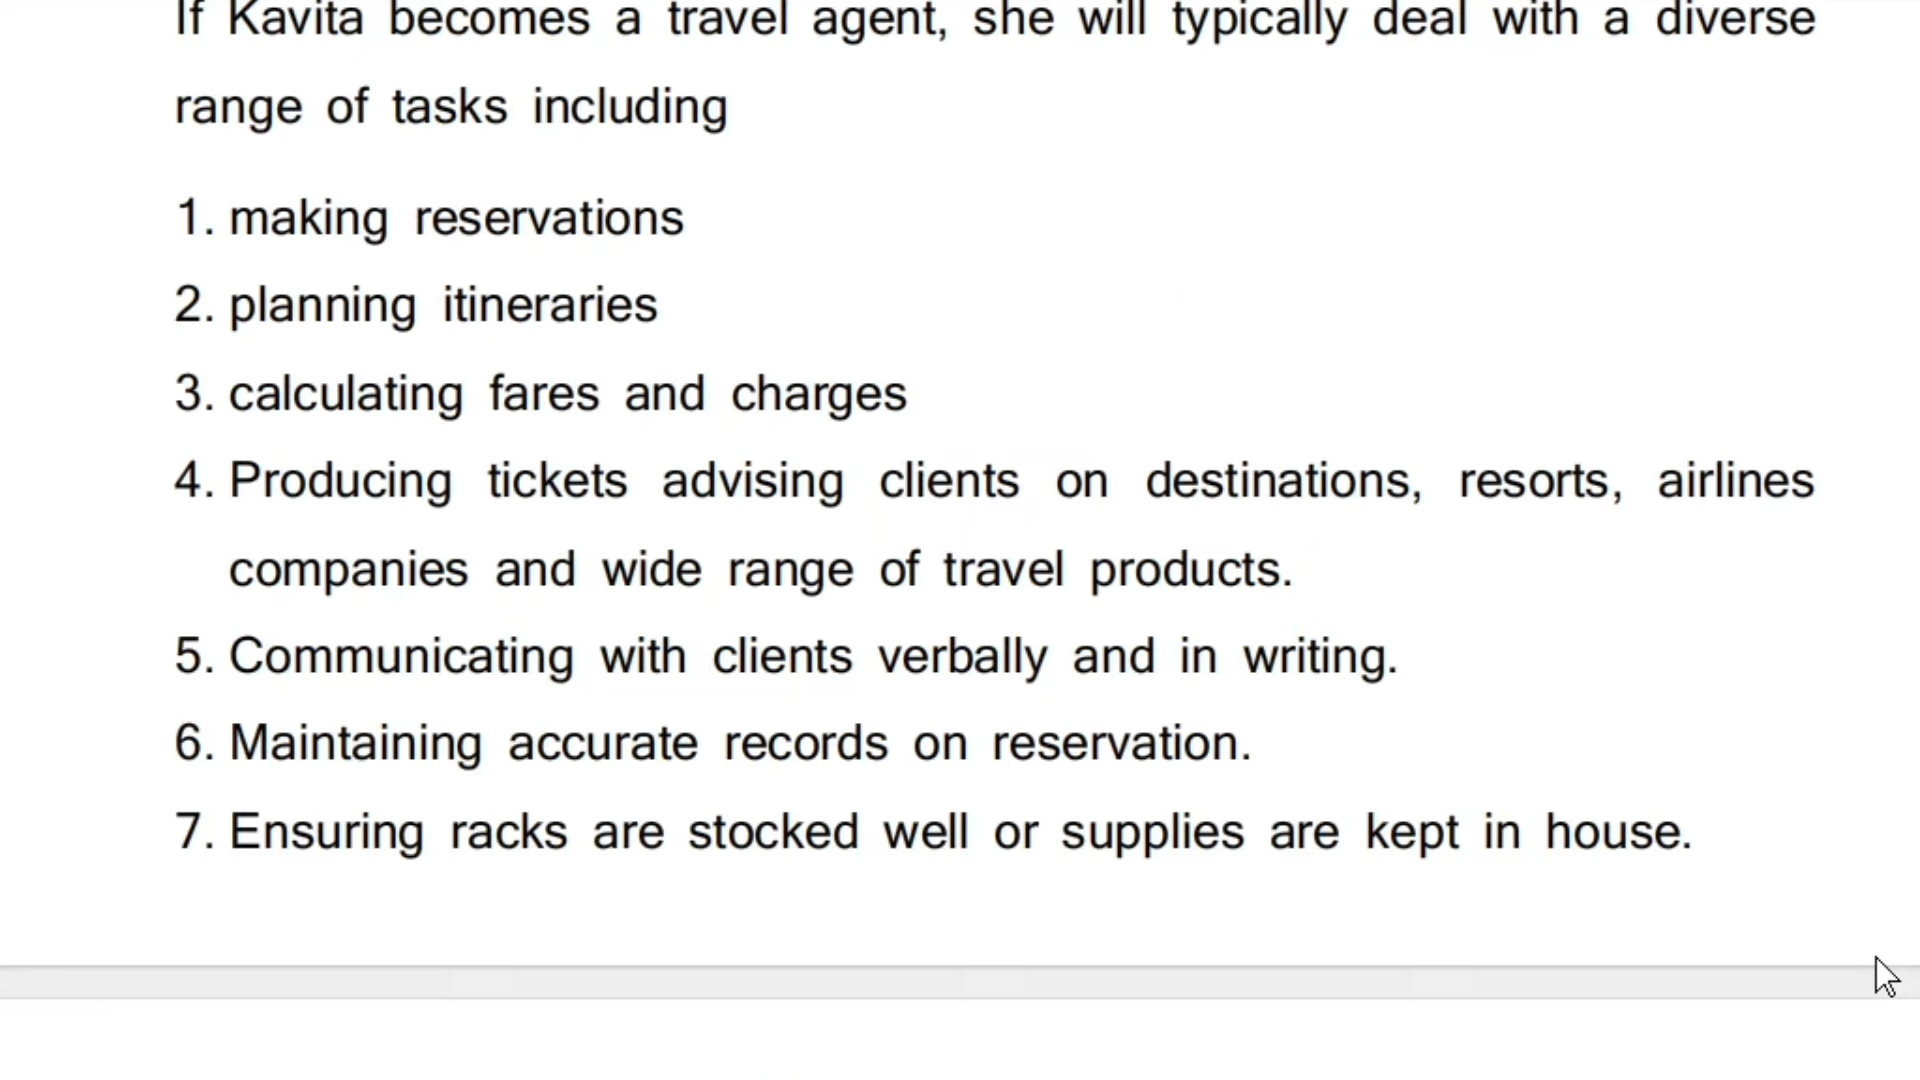 If Kavita becomes a travel agent, she will typically deal with a diverse
range of tasks including
1. making reservations
2. planning itineraries
3. calculating fares and charges
4. Producing tickets advising clients on destinations, resorts, airlines
companies and wide range of travel products.
5. Communicating with clients verbally and in writing.
6. Maintaining accurate records on reservation.
7. Ensuring racks are stocked well or supplies are kept in house.